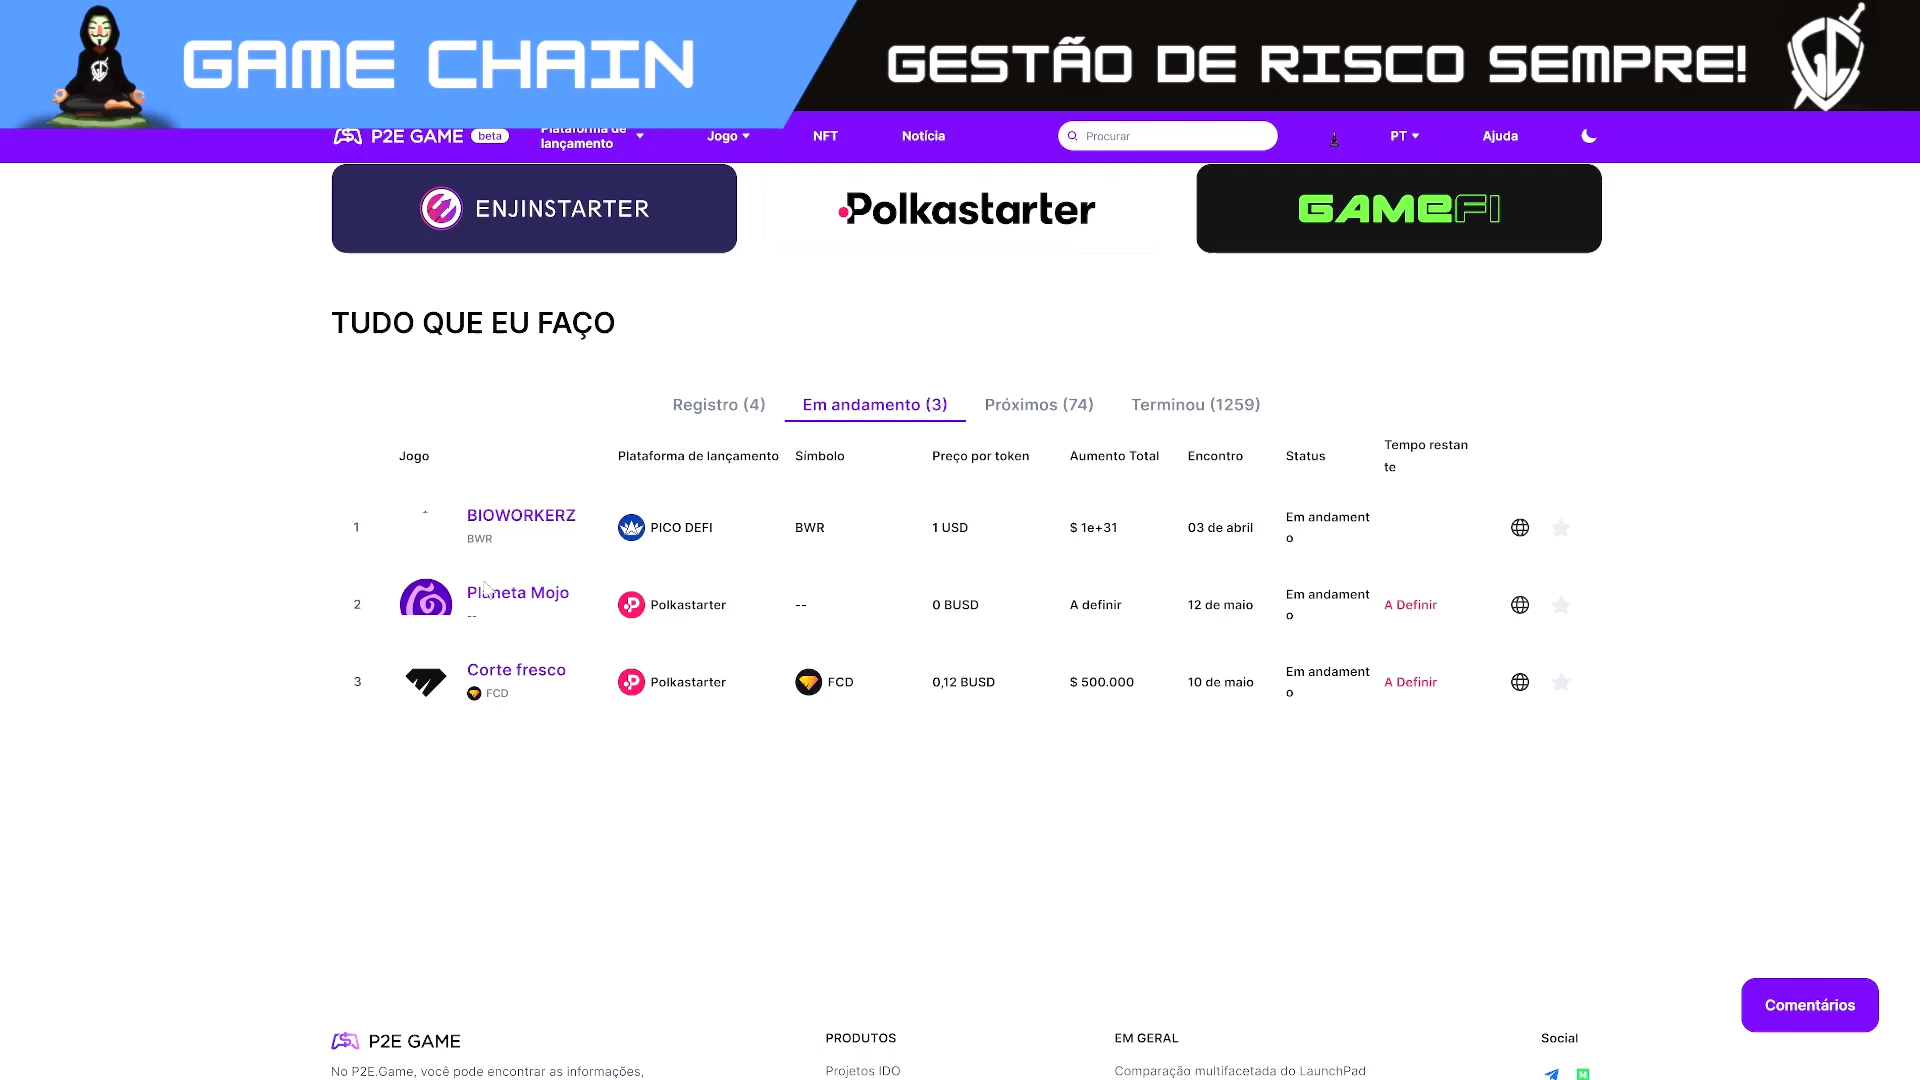 GAME CHAIN
GESTÃO DE RISCO SEMPRE!
P2E GAME beta
Plataforma de
lançamento
Jogo
NFT
Notícia
Procurar
PT
Ajuda
ENJINSTARTER
Polkastarter
GAMEFI
TUDO QUE EU FAÇO
Registro (4)
Em andamento (3)
Próximos (74)
Terminou (1259)
Jogo
Plataforma de lançamento
Símbolo
Preço por token
Aumento Total
Encontro
Status
Tempo restan
te
1
BIOWORKERZ
BWR
PICO DEFI
BWR
1 USD
$ 1e+31
03 de abril
Em andament
o
2
Planeta Mojo
--
Polkastarter
--
0 BUSD
A definir
12 de maio
Em andament
o
A Definir
3
Corte fresco
FCD
Polkastarter
FCD
0,12 BUSD
$ 500.000
10 de maio
Em andament
o
A Definir
Comentários
P2E GAME
No P2E.Game, você pode encontrar as informações,
PRODUTOS
Projetos IDO
EM GERAL
Comparação multifacetada do LaunchPad
Social